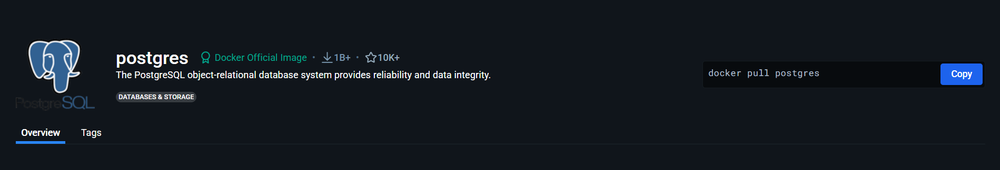 postgres Docker Official Image • 1B+ • 10K+
The PostgreSQL object-relational database system provides reliability and data integrity.
DATABASES & STORAGE
PostgreSQL
docker pull postgres Copy
Overview Tags